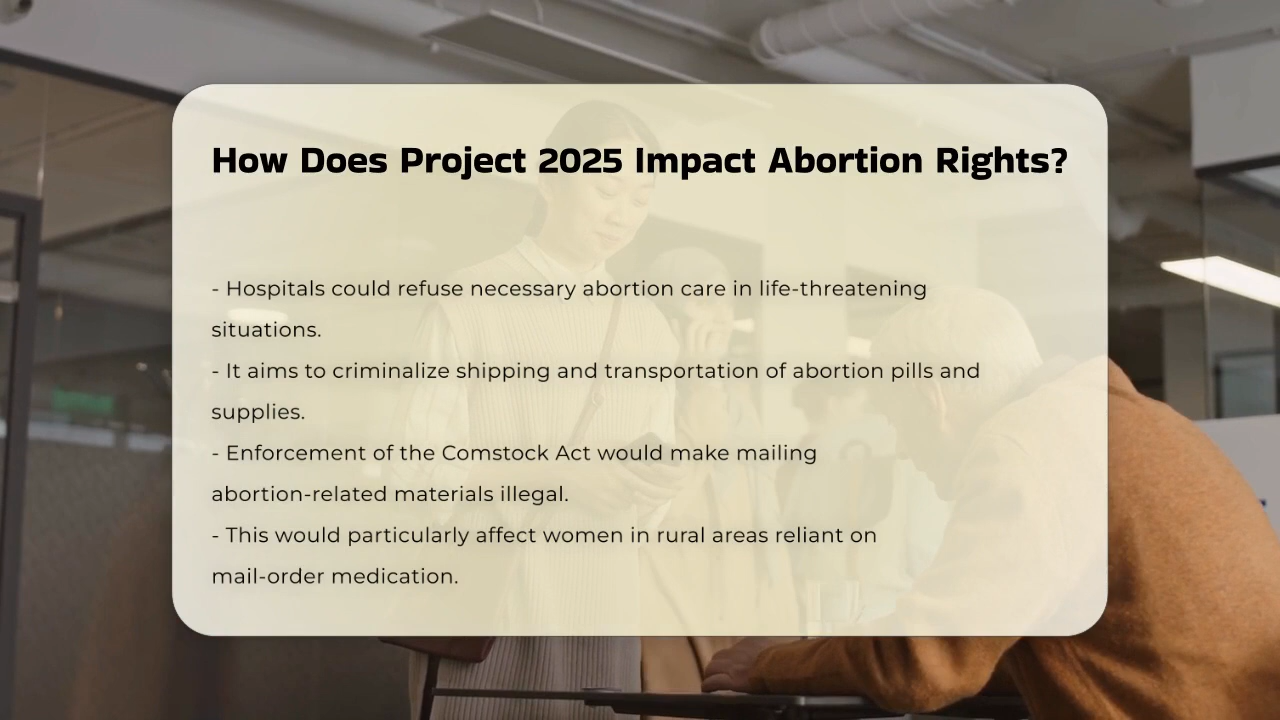 How Does Project 2025 Impact Abortion Rights?
- Hospitals could refuse necessary abortion care in life-threatening
situations.
- It aims to criminalize shipping and transportation of abortion pills and
supplies.
- Enforcement of the Comstock Act would make mailing
abortion-related materials illegal.
- This would particularly affect women in rural areas reliant on
mail-order medication.